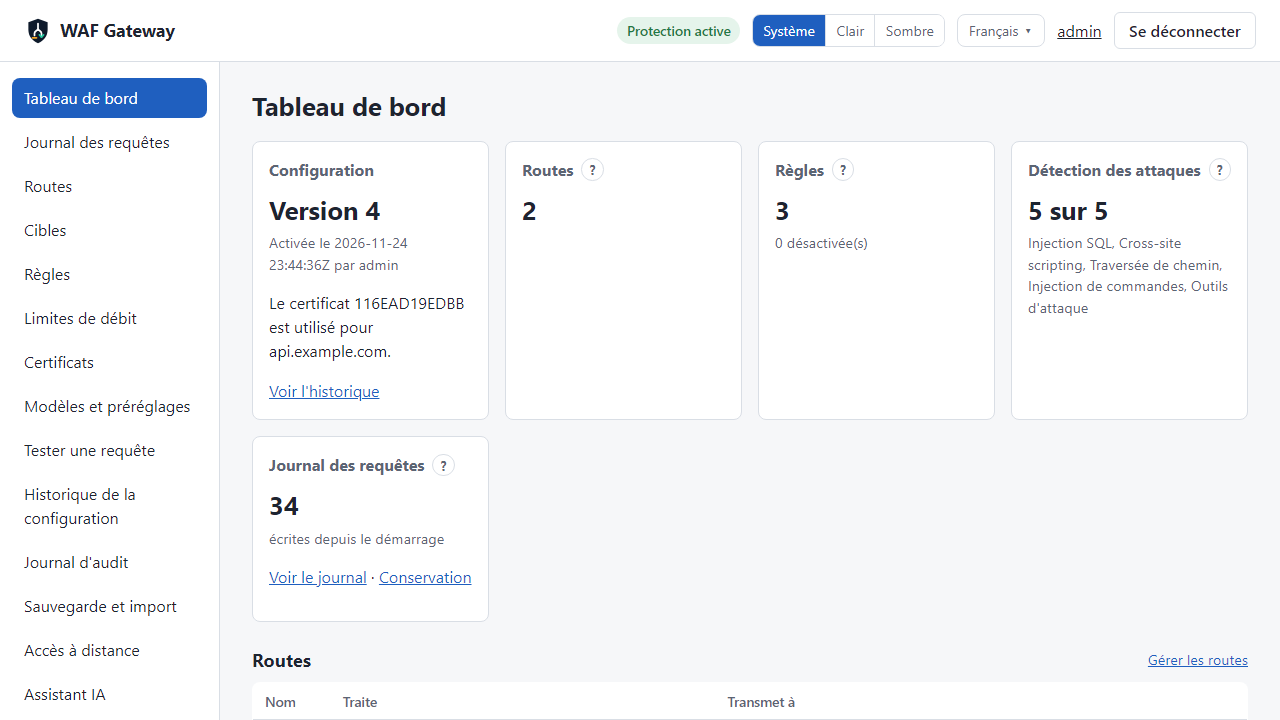 WAF Gateway
Protection active
Système
Clair
Sombre
Français ▾
admin
Se déconnecter
Tableau de bord
Journal des requêtes
Routes
Cibles
Règles
Limites de débit
Certificats
Modèles et préréglages
Tester une requête
Historique de la
configuration
Journal d'audit
Sauvegarde et import
Accès à distance
Assistant IA
Tableau de bord
Configuration
Version 4
Activée le 2026-11-24
23:44:36Z par admin
Le certificat 116EAD19EDBB
est utilisé pour
api.example.com.
Voir l'historique
Routes ?
2
Règles ?
3
0 désactivée(s)
Détection des attaques ?
5 sur 5
Injection SQL, Cross-site
scripting, Traversée de chemin,
Injection de commandes, Outils
d'attaque
Journal des requêtes ?
34
écrites depuis le démarrage
Voir le journal · Conservation
Routes
Gérer les routes
Nom
Traite
Transmet à